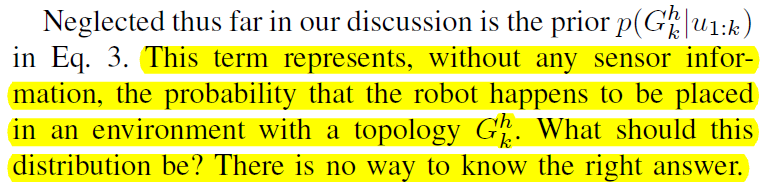 Neglected thus far in our discussion is the prior $p(G_k^h|u_{1:k})$
in Eq. 3. This term represents, without any sensor infor-
mation, the probability that the robot happens to be placed
in an environment with a topology $G_k^h$. What should this
distribution be? There is no way to know the right answer.